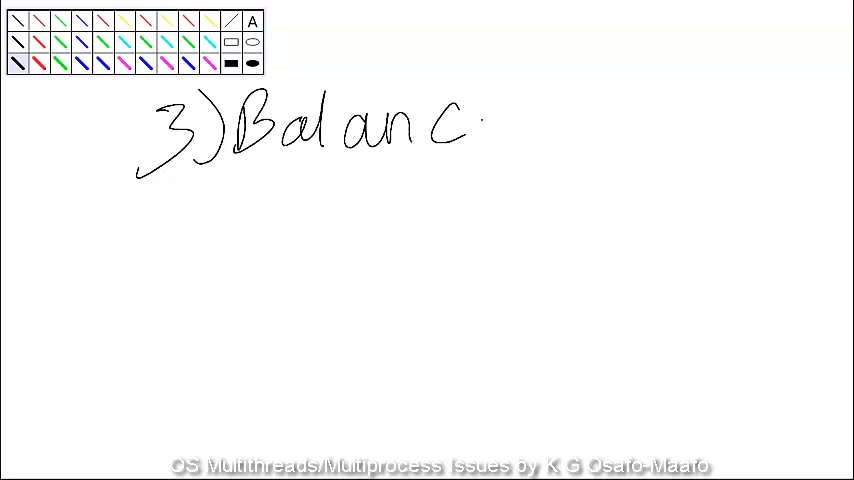 A
3) Balanc
OS Multithreads/Multiprocess Issues by K G Osafo-Maafo